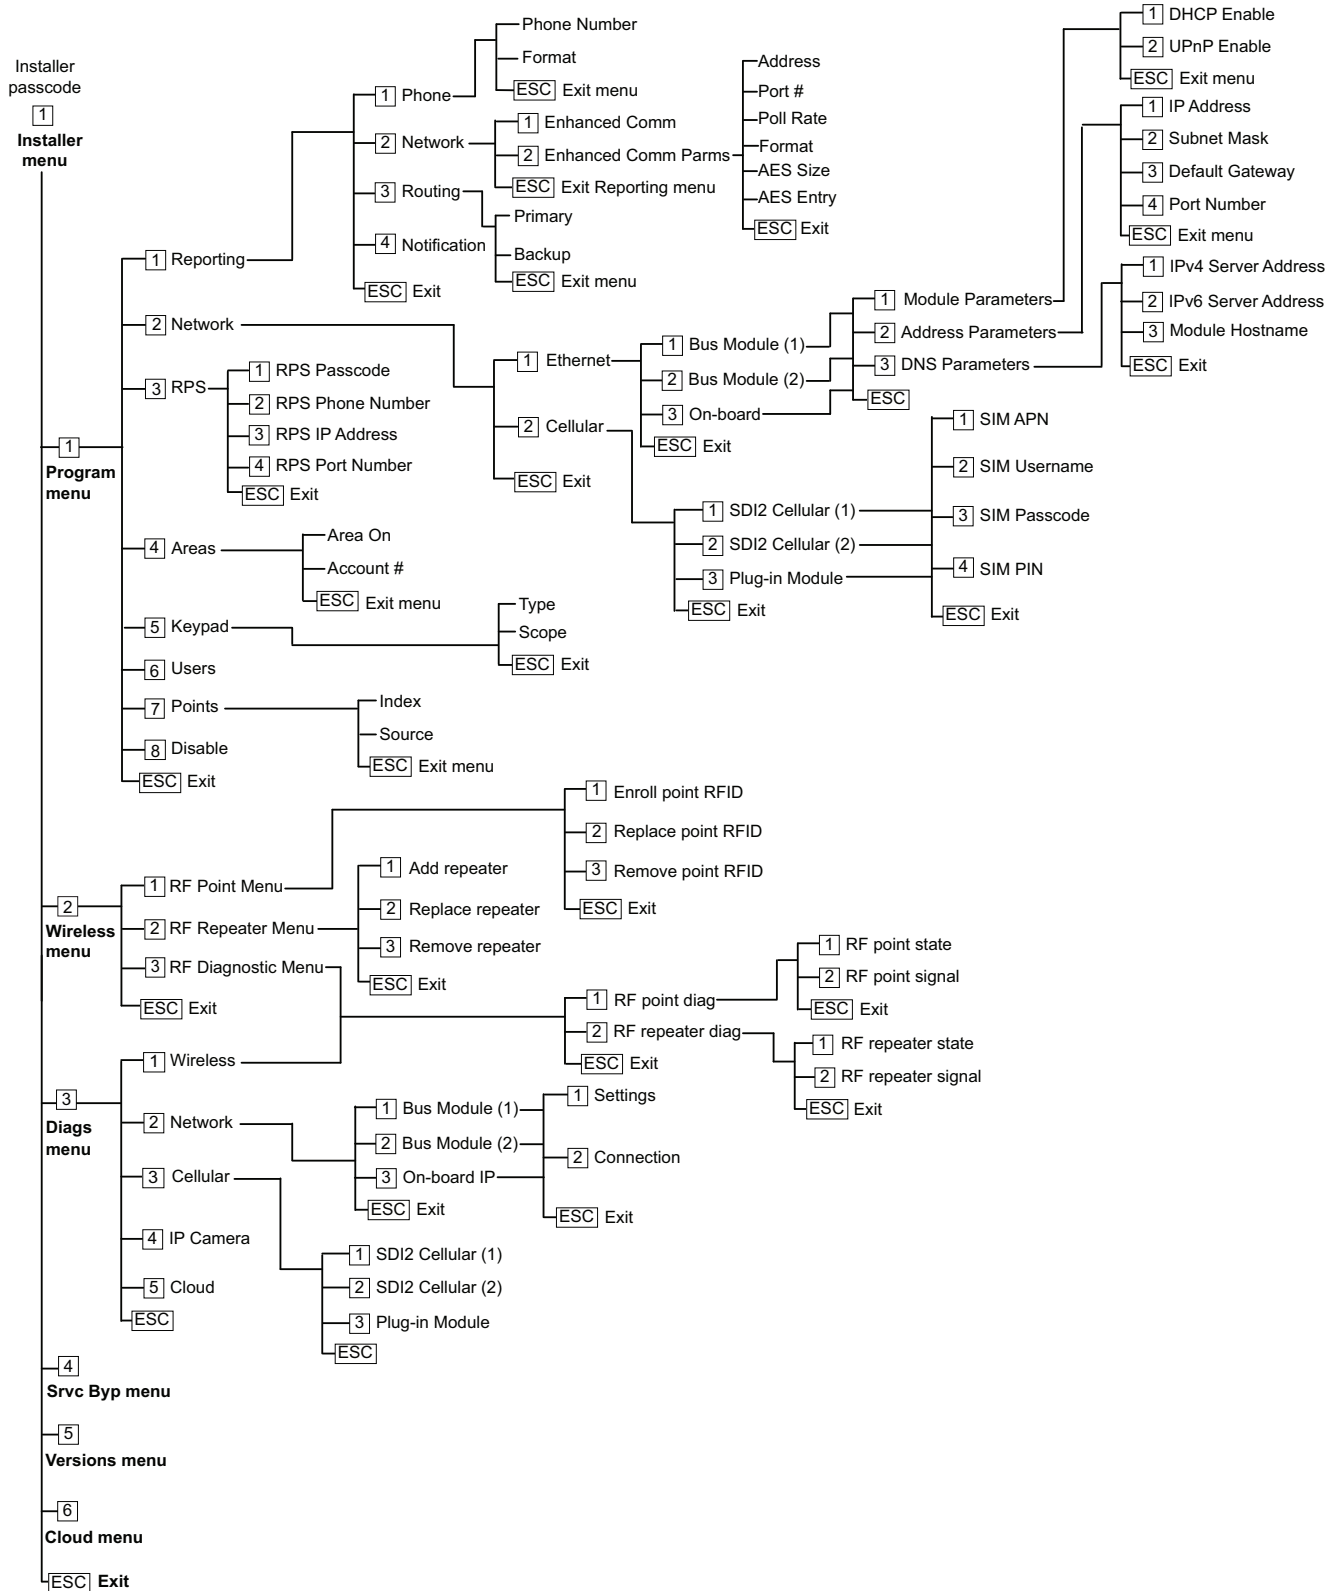 Installer
passcode
1
Installer
menu
1
Program
menu
1 Reporting
1 Phone
Phone Number
Format
ESC Exit menu
2 Network
1 Enhanced Comm
2 Enhanced Comm Parms
Address
Port #
Poll Rate
Format
AES Size
AES Entry
ESC Exit
ESC Exit Reporting menu
3 Routing
Primary
Backup
ESC Exit menu
4 Notification
ESC Exit
2 Network
1 Ethernet
1 Bus Module (1)
2 Bus Module (2)
3 On-board
ESC Exit
1 Module Parameters
1 DHCP Enable
2 UPnP Enable
ESC Exit menu
2 Address Parameters
1 IP Address
2 Subnet Mask
3 Default Gateway
4 Port Number
ESC Exit menu
3 DNS Parameters
1 IPv4 Server Address
2 IPv6 Server Address
3 Module Hostname
ESC Exit
ESC
2 Cellular
1 SDI2 Cellular (1)
2 SDI2 Cellular (2)
3 Plug-in Module
ESC Exit
1 SIM APN
2 SIM Username
3 SIM Passcode
4 SIM PIN
ESC Exit
ESC Exit
3 RPS
1 RPS Passcode
2 RPS Phone Number
3 RPS IP Address
4 RPS Port Number
ESC Exit
4 Areas
Area On
Account #
ESC Exit menu
5 Keypad
Type
Scope
ESC Exit
6 Users
7 Points
Index
Source
ESC Exit menu
8 Disable
ESC Exit
2
Wireless
menu
1 RF Point Menu
1 Enroll point RFID
2 Replace point RFID
3 Remove point RFID
ESC Exit
2 RF Repeater Menu
1 Add repeater
2 Replace repeater
3 Remove repeater
ESC Exit
3 RF Diagnostic Menu
ESC Exit
1 RF point diag
1 RF point state
2 RF point signal
ESC Exit
2 RF repeater diag
1 RF repeater state
2 RF repeater signal
ESC Exit
ESC Exit
3
Diags
menu
1 Wireless
2 Network
1 Bus Module (1)
2 Bus Module (2)
3 On-board IP
ESC Exit
1 Settings
2 Connection
ESC Exit
3 Cellular
1 SDI2 Cellular (1)
2 SDI2 Cellular (2)
3 Plug-in Module
ESC
4 IP Camera
5 Cloud
ESC
4
Srvc Byp menu
5
Versions menu
6
Cloud menu
ESC Exit